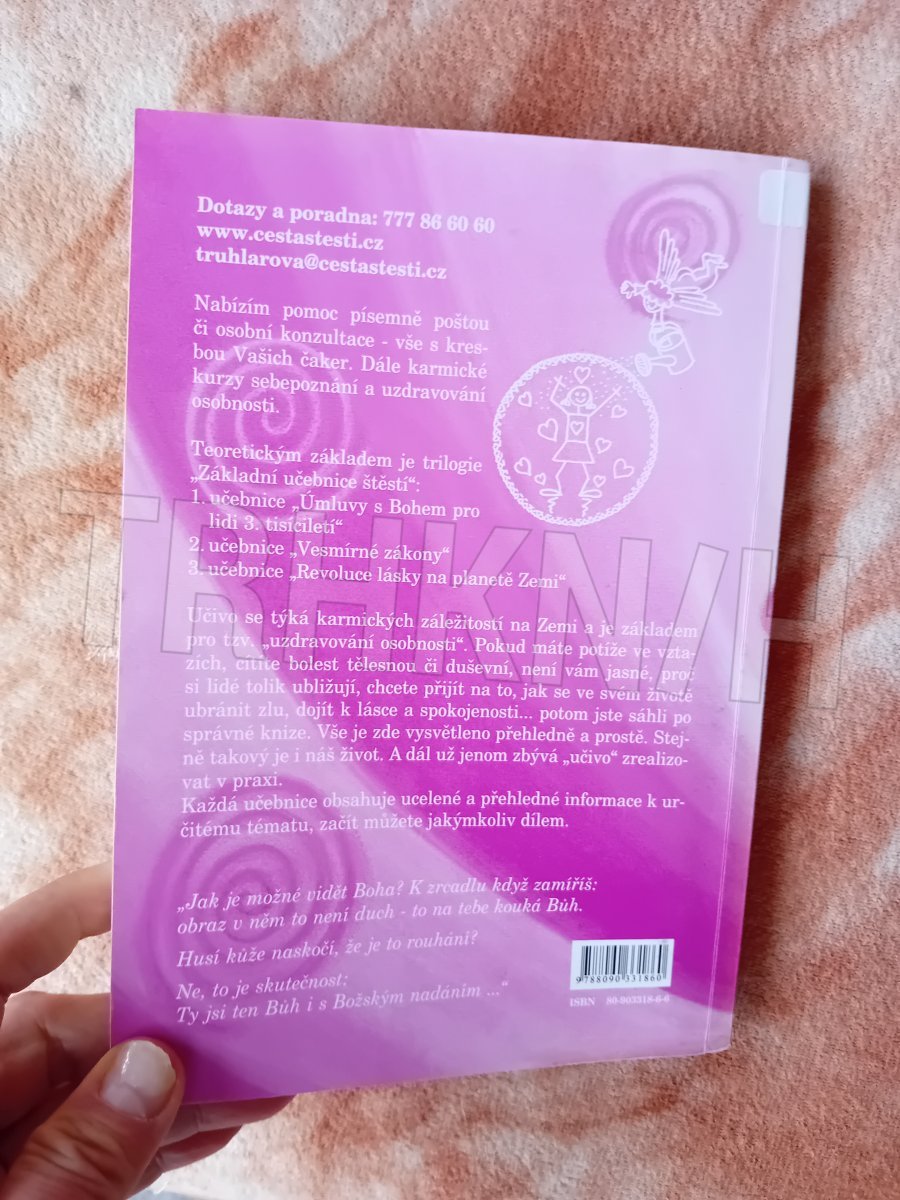 Dotazy a poradna: 777 86 60 60
www.cestastesti.cz
truhlarova@cestastesti.cz
Nabízím pomoc písemně poštou
či osobní konzultace - vše s kres-
bou Vašich čaker. Dále karmické
kurzy sebepoznání a uzdravování
osobnosti.
Teoretickým základem je trilogie
„Základní učebnice štěstí“:
1. učebnice „Úmluvy s Bohem pro
lidi 3. tisíciletí“
2. učebnice „Vesmírné zákony“
3. učebnice „Revoluce lásky na planetě Zemi“
Učivo se týká karmických záležitostí na Zemi a je základem
pro tzv. „uzdravování osobnosti“. Pokud máte potíže ve vzta-
zích, cítíte bolest tělesnou či duševní, není vám jasné, proč
si lidé tolik ubližují, chcete přijít na to, jak se ve svém životě
ubránit zlu, dojít k lásce a spokojenosti... potom jste sáhli po
správné knize. Vše je zde vysvětleno přehledně a prostě. Stej-
ně takový je i náš život. A dál už jenom zbývá „učivo“ zrealizo-
vat v praxi.
Každá učebnice obsahuje ucelené a přehledné informace k ur-
čitému tématu, začít můžete jakýmkoliv dílem.
„Jak je možné vidět Boha? K zrcadlu když zamíříš:
obraz v něm to není duch - to na tebe kouká Bůh.
Husí kůže naskočí, že je to rouhání?
Ne, to je skutečnost:
Ty jsi ten Bůh i s Božským nadáním ...“
9 788090 331860
ISBN 80-903318-6-6
TRHKNIH